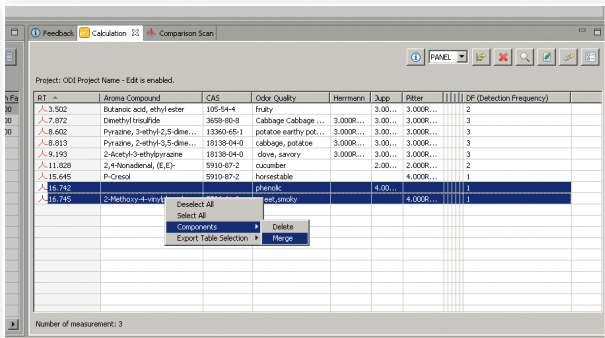 Feedback Calculation Comparison Scan
PANEL
Project: ODI Project Name - Edit is enabled.
n Fa RT Aroma Compound CAS Odor Quality Herrmann Jupp Pitter DF (Detection Frequency)
00 3.502 Butanoic acid, ethyl ester 105-54-4 fruity 3.00... 3.000R... 2
00 7.872 Dimethyl trisulfide 3658-80-8 Cabbage Cabbage ... 3.000R... 3.00... 3.000R... 3
00 8.602 Pyrazine, 3-ethyl-2,5-dime... 13360-65-1 potatoe earthy pot... 3.000R... 3.00... 3.000R... 3
8.813 Pyrazine, 2-ethyl-3,5-dime... 18138-04-0 cabbage, potatoe 3.000R... 3.00... 3.000R... 3
9.193 2-Acetyl-3-ethylpyrazine 18138-04-0 clove, savory 3.000R... 3.00... 3.000R... 3
11.828 2,4-Nonadienal, (E,E)- 5910-87-2 cucumber 2.00... 2.000R... 2
15.645 P-Cresol 5910-87-2 horsestable 4.000R... 1
16.742 phenolic 4.00... 1
16.745 2-Methoxy-4-vinylp eet,smoky 4.000R... 1
Deselect All
Select All
Components Delete
Export Table Selection Merge
Number of measurement: 3